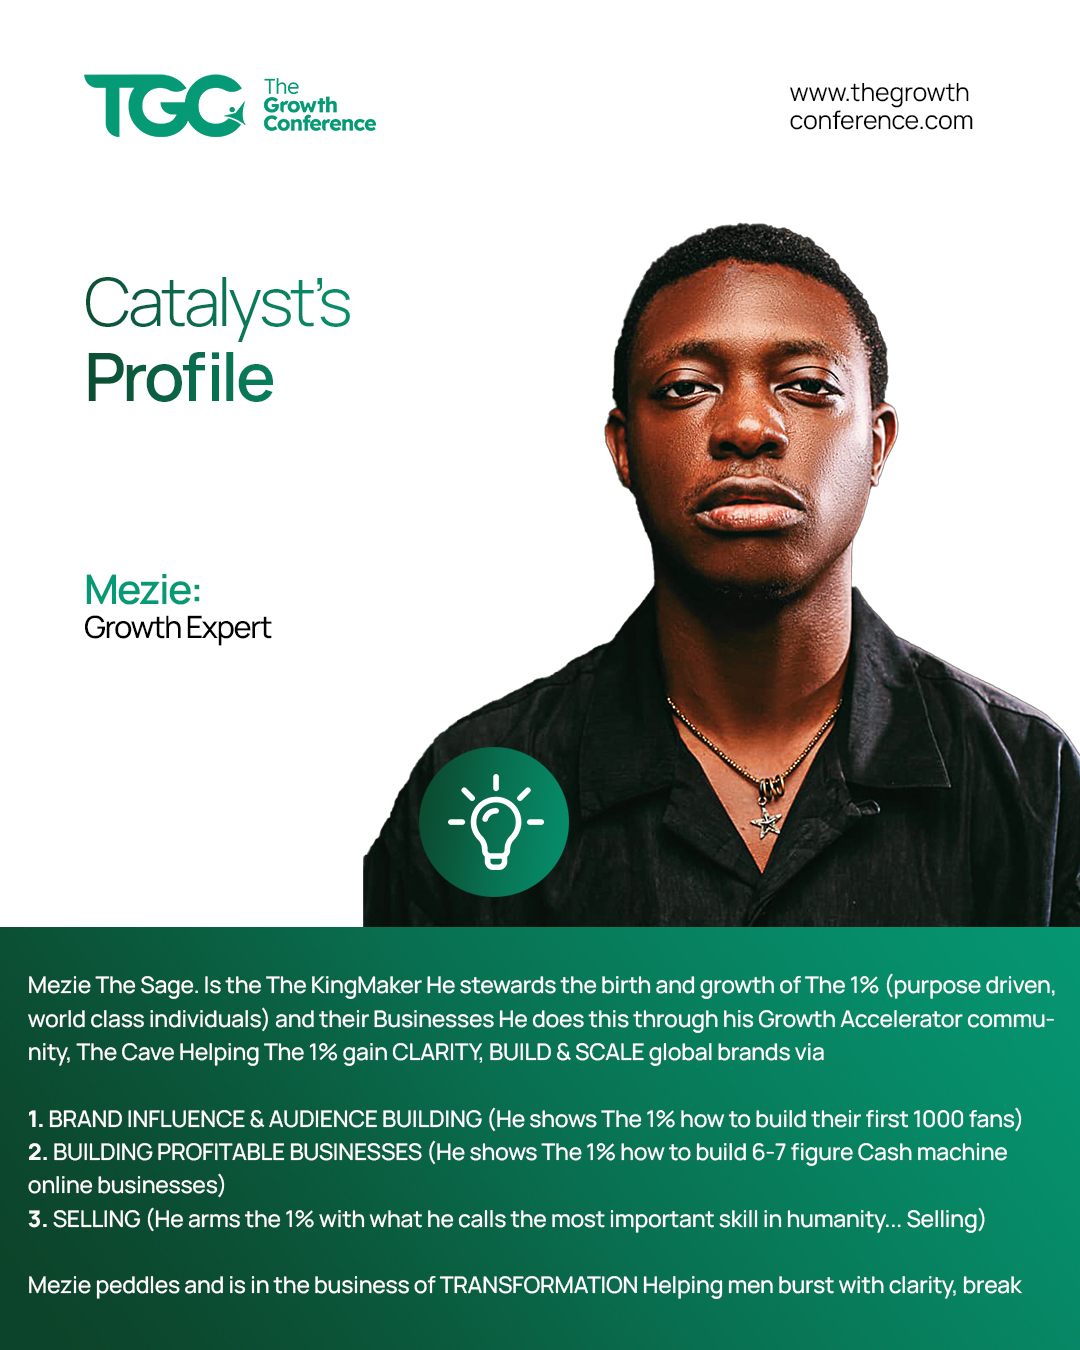 TGC
The
Growth
Conference
www.thegrowth
conference.com
Catalyst's
Profile
Mezie:
Growth Expert
Mezie The Sage. Is the The KingMaker He stewards the birth and growth of The 1% (purpose driven,
world class individuals) and their Businesses He does this through his Growth Accelerator commu-
nity, The Cave Helping The 1% gain CLARITY, BUILD & SCALE global brands via
1. BRAND INFLUENCE & AUDIENCE BUILDING (He shows The 1% how to build their first 1000 fans)
2. BUILDING PROFITABLE BUSINESSES (He shows The 1% how to build 6-7 figure Cash machine
online businesses)
3. SELLING (He arms the 1% with what he calls the most important skill in humanity... Selling)
Mezie peddles and is in the business of TRANSFORMATION Helping men burst with clarity, break